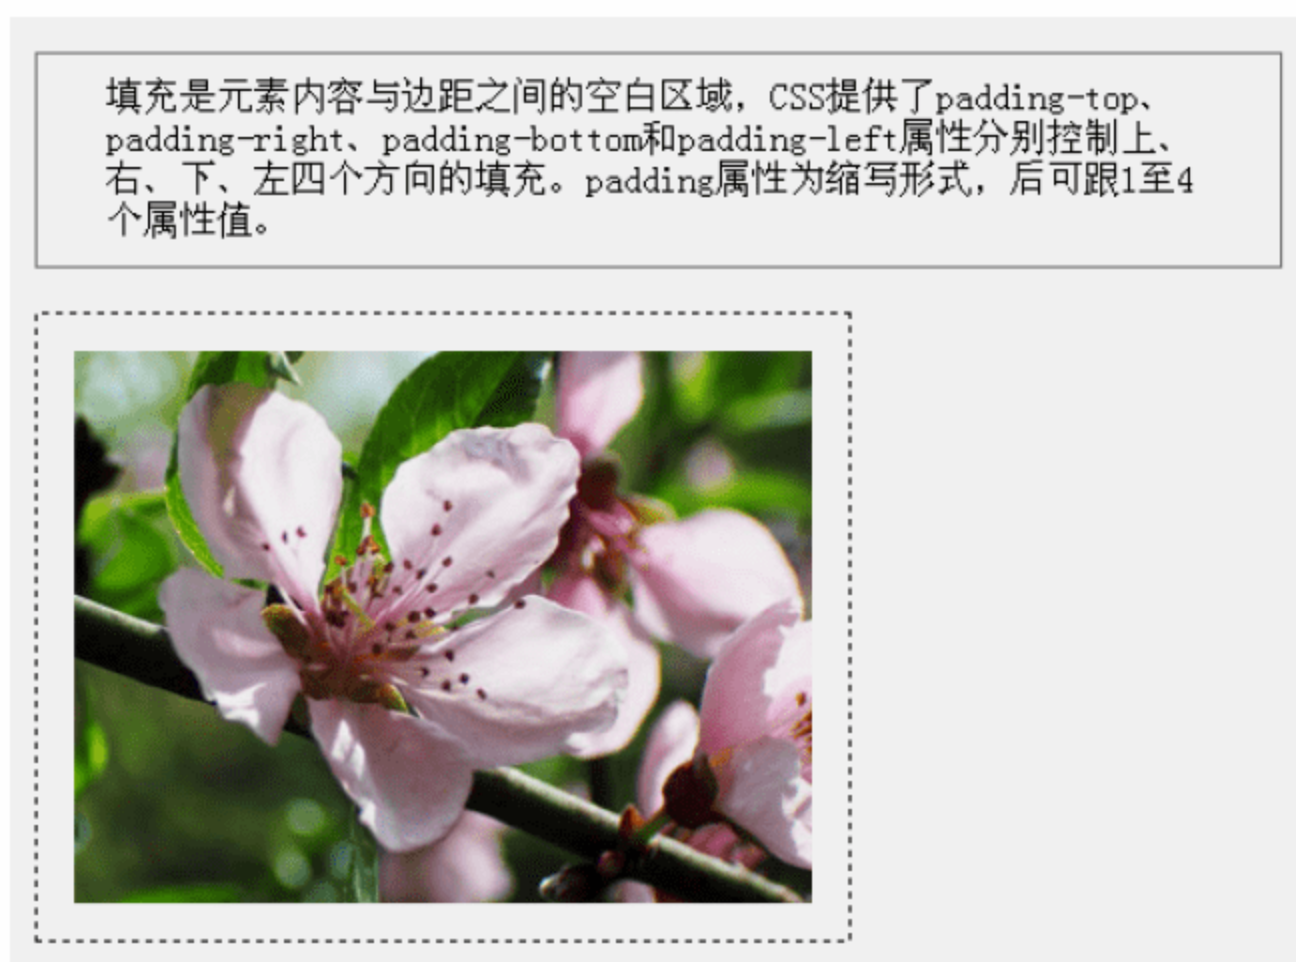 填充是元素内容与边距之间的空白区域，CSS提供了padding-top、
padding-right、padding-bottom和padding-left属性分别控制上、
右、下、左四个方向的填充。padding属性为缩写形式，后可跟1至4
个属性值。